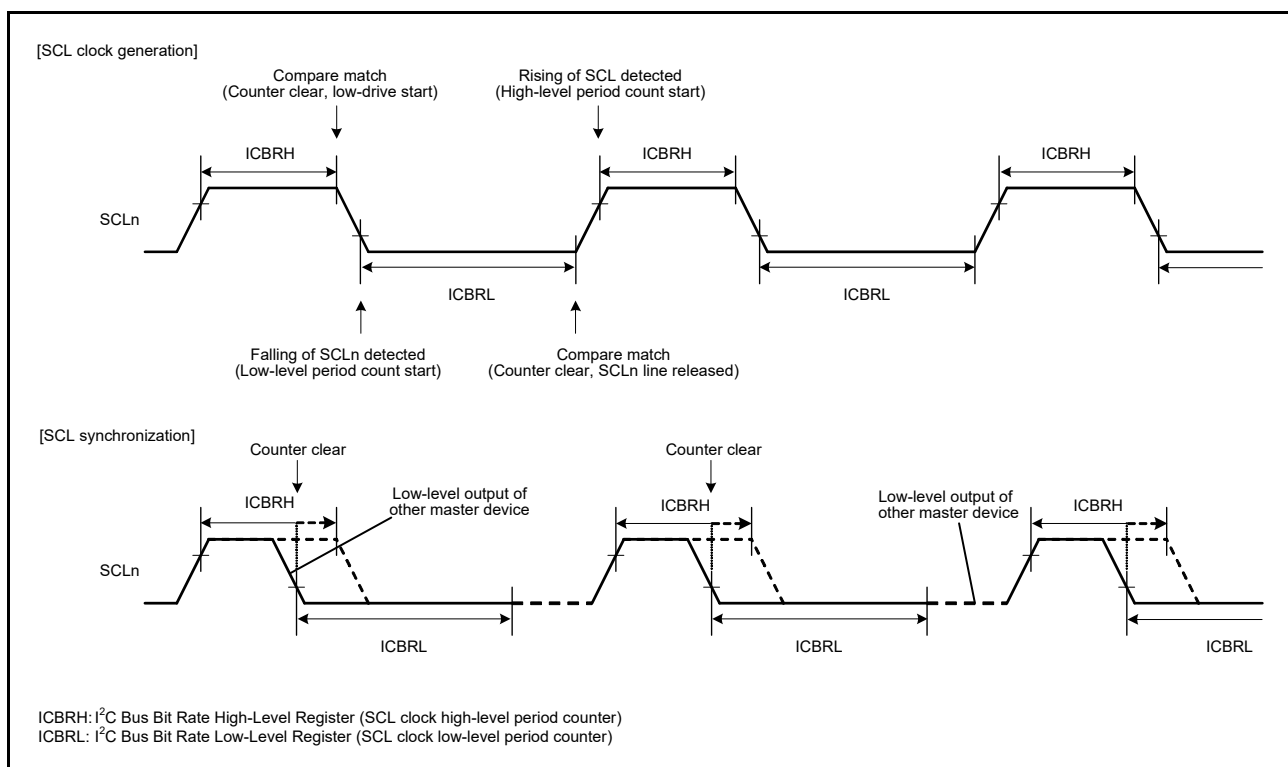 [SCL clock generation]
Compare match
(Counter clear, low-drive start)
Rising of SCL detected
(High-level period count start)
ICBRH
ICBRH
ICBRH
SCLn
ICBRL
ICBRL
Falling of SCLn detected
(Low-level period count start)
Compare match
(Counter clear, SCLn line released)
[SCL synchronization]
Counter clear
Counter clear
ICBRH
Low-level output of
other master device
ICBRH
Low-level output of
other master device
ICBRH
SCLn
ICBRL
ICBRL
ICBRL
ICBRH: I²C Bus Bit Rate High-Level Register (SCL clock high-level period counter)
ICBRL: I²C Bus Bit Rate Low-Level Register (SCL clock low-level period counter)